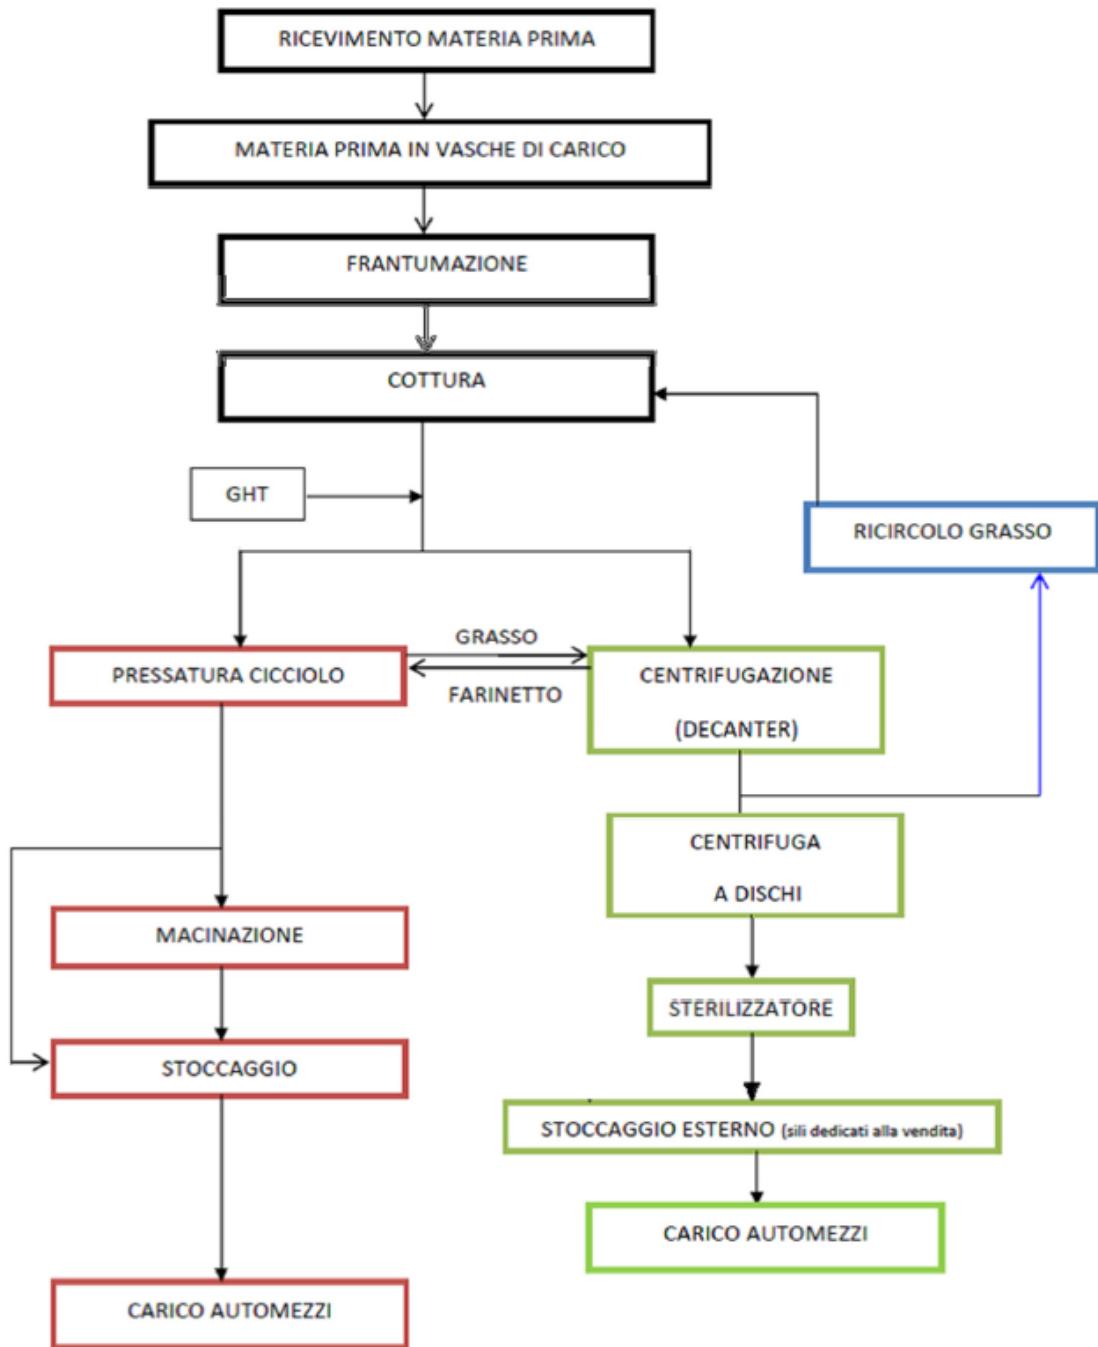 RICEVIMENTO MATERIA PRIMA
MATERIA PRIMA IN VASCHE DI CARICO
FRANTUMAZIONE
COTTURA
GHT
RICIRCOLO GRASSO
GRASSO
PRESSATURA CICCIOLO
FARINETTO
CENTRIFUGAZIONE
(DECANTER)
CENTRIFUGA
A DISCHI
MACINAZIONE
STERILIZZATORE
STOCCAGGIO
STOCCAGGIO ESTERNO (sili dedicati alla vendita)
CARICO AUTOMEZZI
CARICO AUTOMEZZI